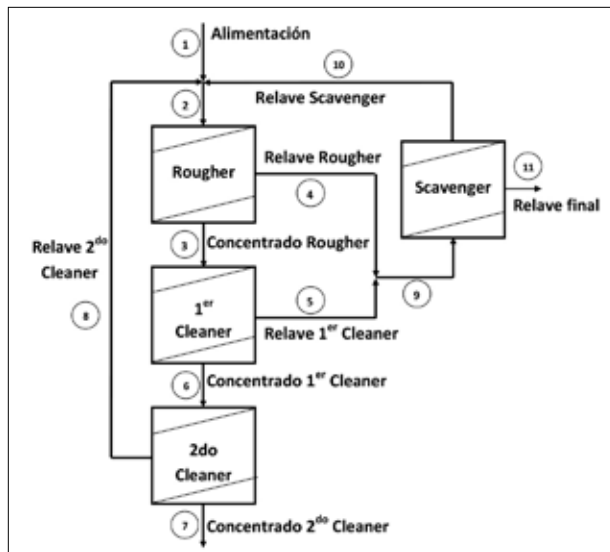 1
Alimentación
10
Relave Scavenger
2
Rougher
Relave Rougher
4
Scavenger
11
Relave final
3
Concentrado Rougher
Relave 2do
Cleaner
8
1er
Cleaner
5
Relave 1er Cleaner
9
6
Concentrado 1er Cleaner
2do
Cleaner
7
Concentrado 2do Cleaner